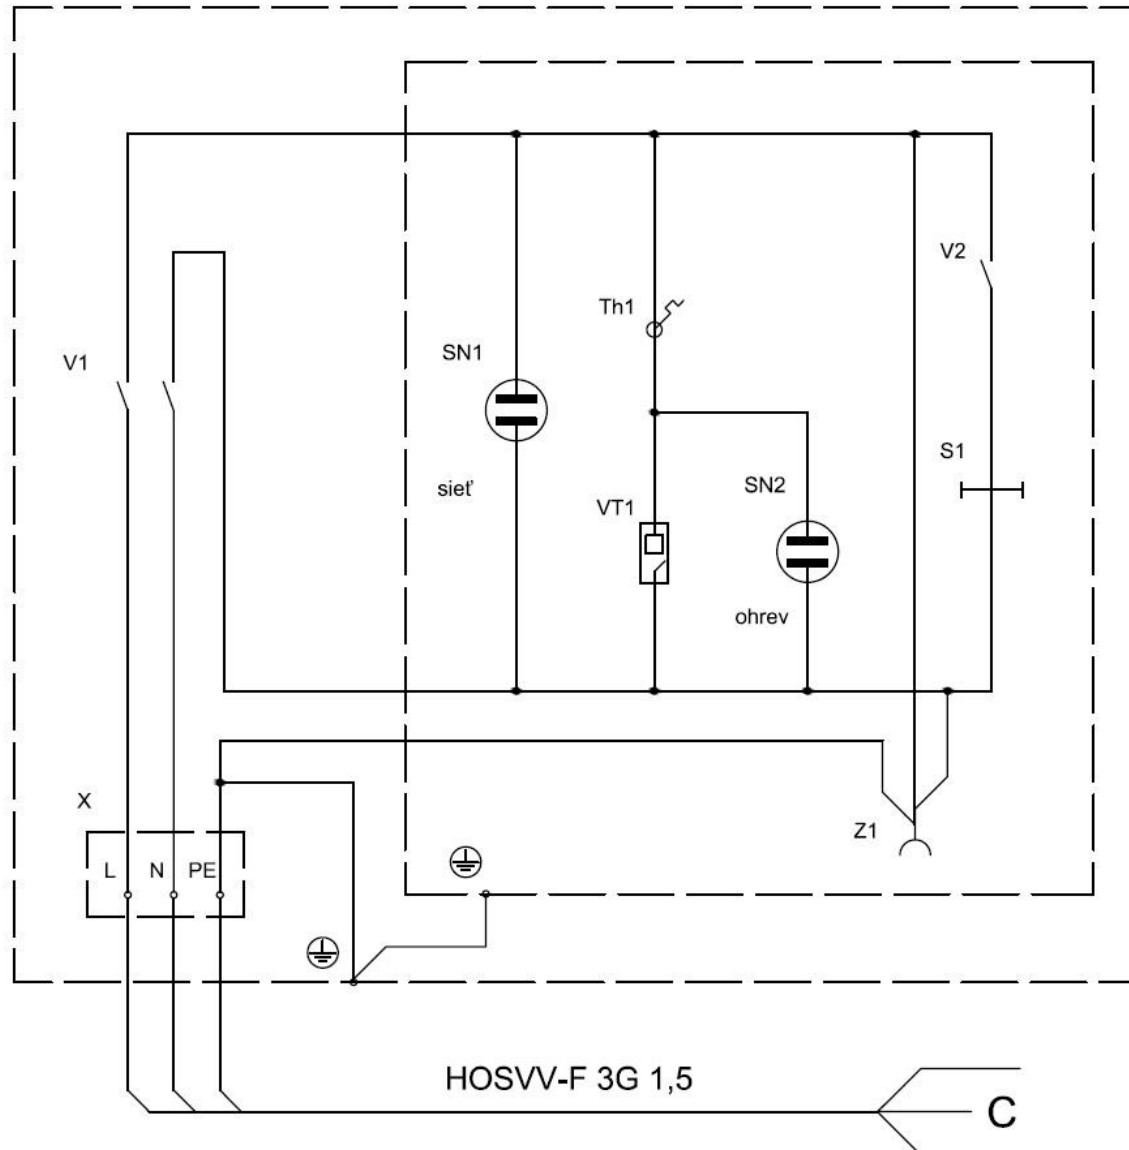 V2
Th1
SN1
V1
S1
sieť
SN2
VT1
ohrev
X
Z1
L N PE
HOSVV-F 3G 1,5
C